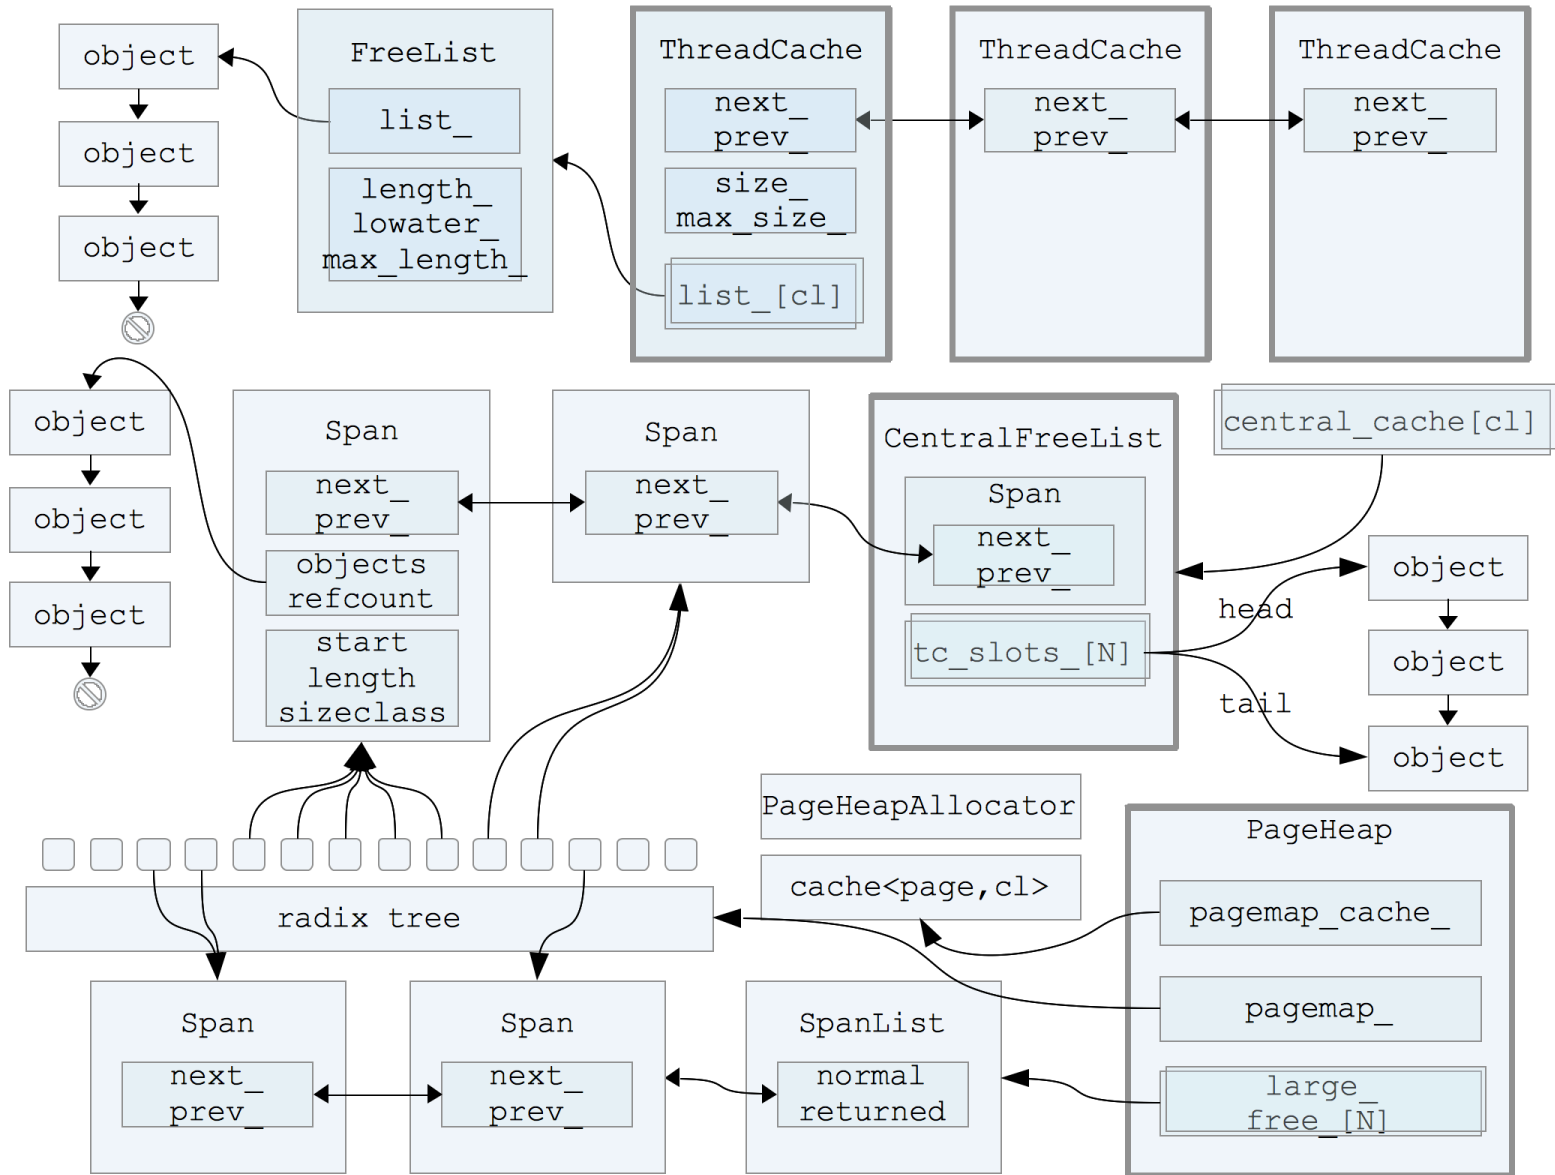 object
object
object
FreeList
list_
length_
lowater_
max_length_
ThreadCache
next_
prev_
size_
max_size_
list_[cl]
ThreadCache
next_
prev_
ThreadCache
next_
prev_
object
object
object
Span
next_
prev_
objects
refcount
start
length
sizeclass
Span
next_
prev_
CentralFreeList
Span
next_
prev_
tc_slots_[N]
central_cache[cl]
head
tail
object
object
object
PageHeapAllocator
cache<page,cl>
radix tree
PageHeap
pagemap_cache_
pagemap_
large_
free_[N]
Span
next_
prev_
Span
next_
prev_
SpanList
normal
returned